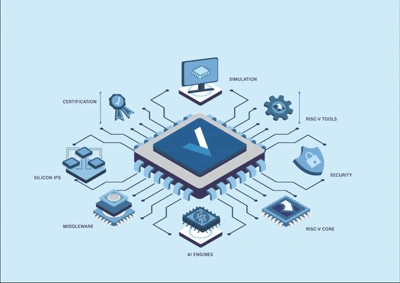 SIMULATION
CERTIFICATION
RISC-V TOOLS
SILICON IPS
SECURITY
MIDDLEWARE
RISC-V CORE
AI ENGINES